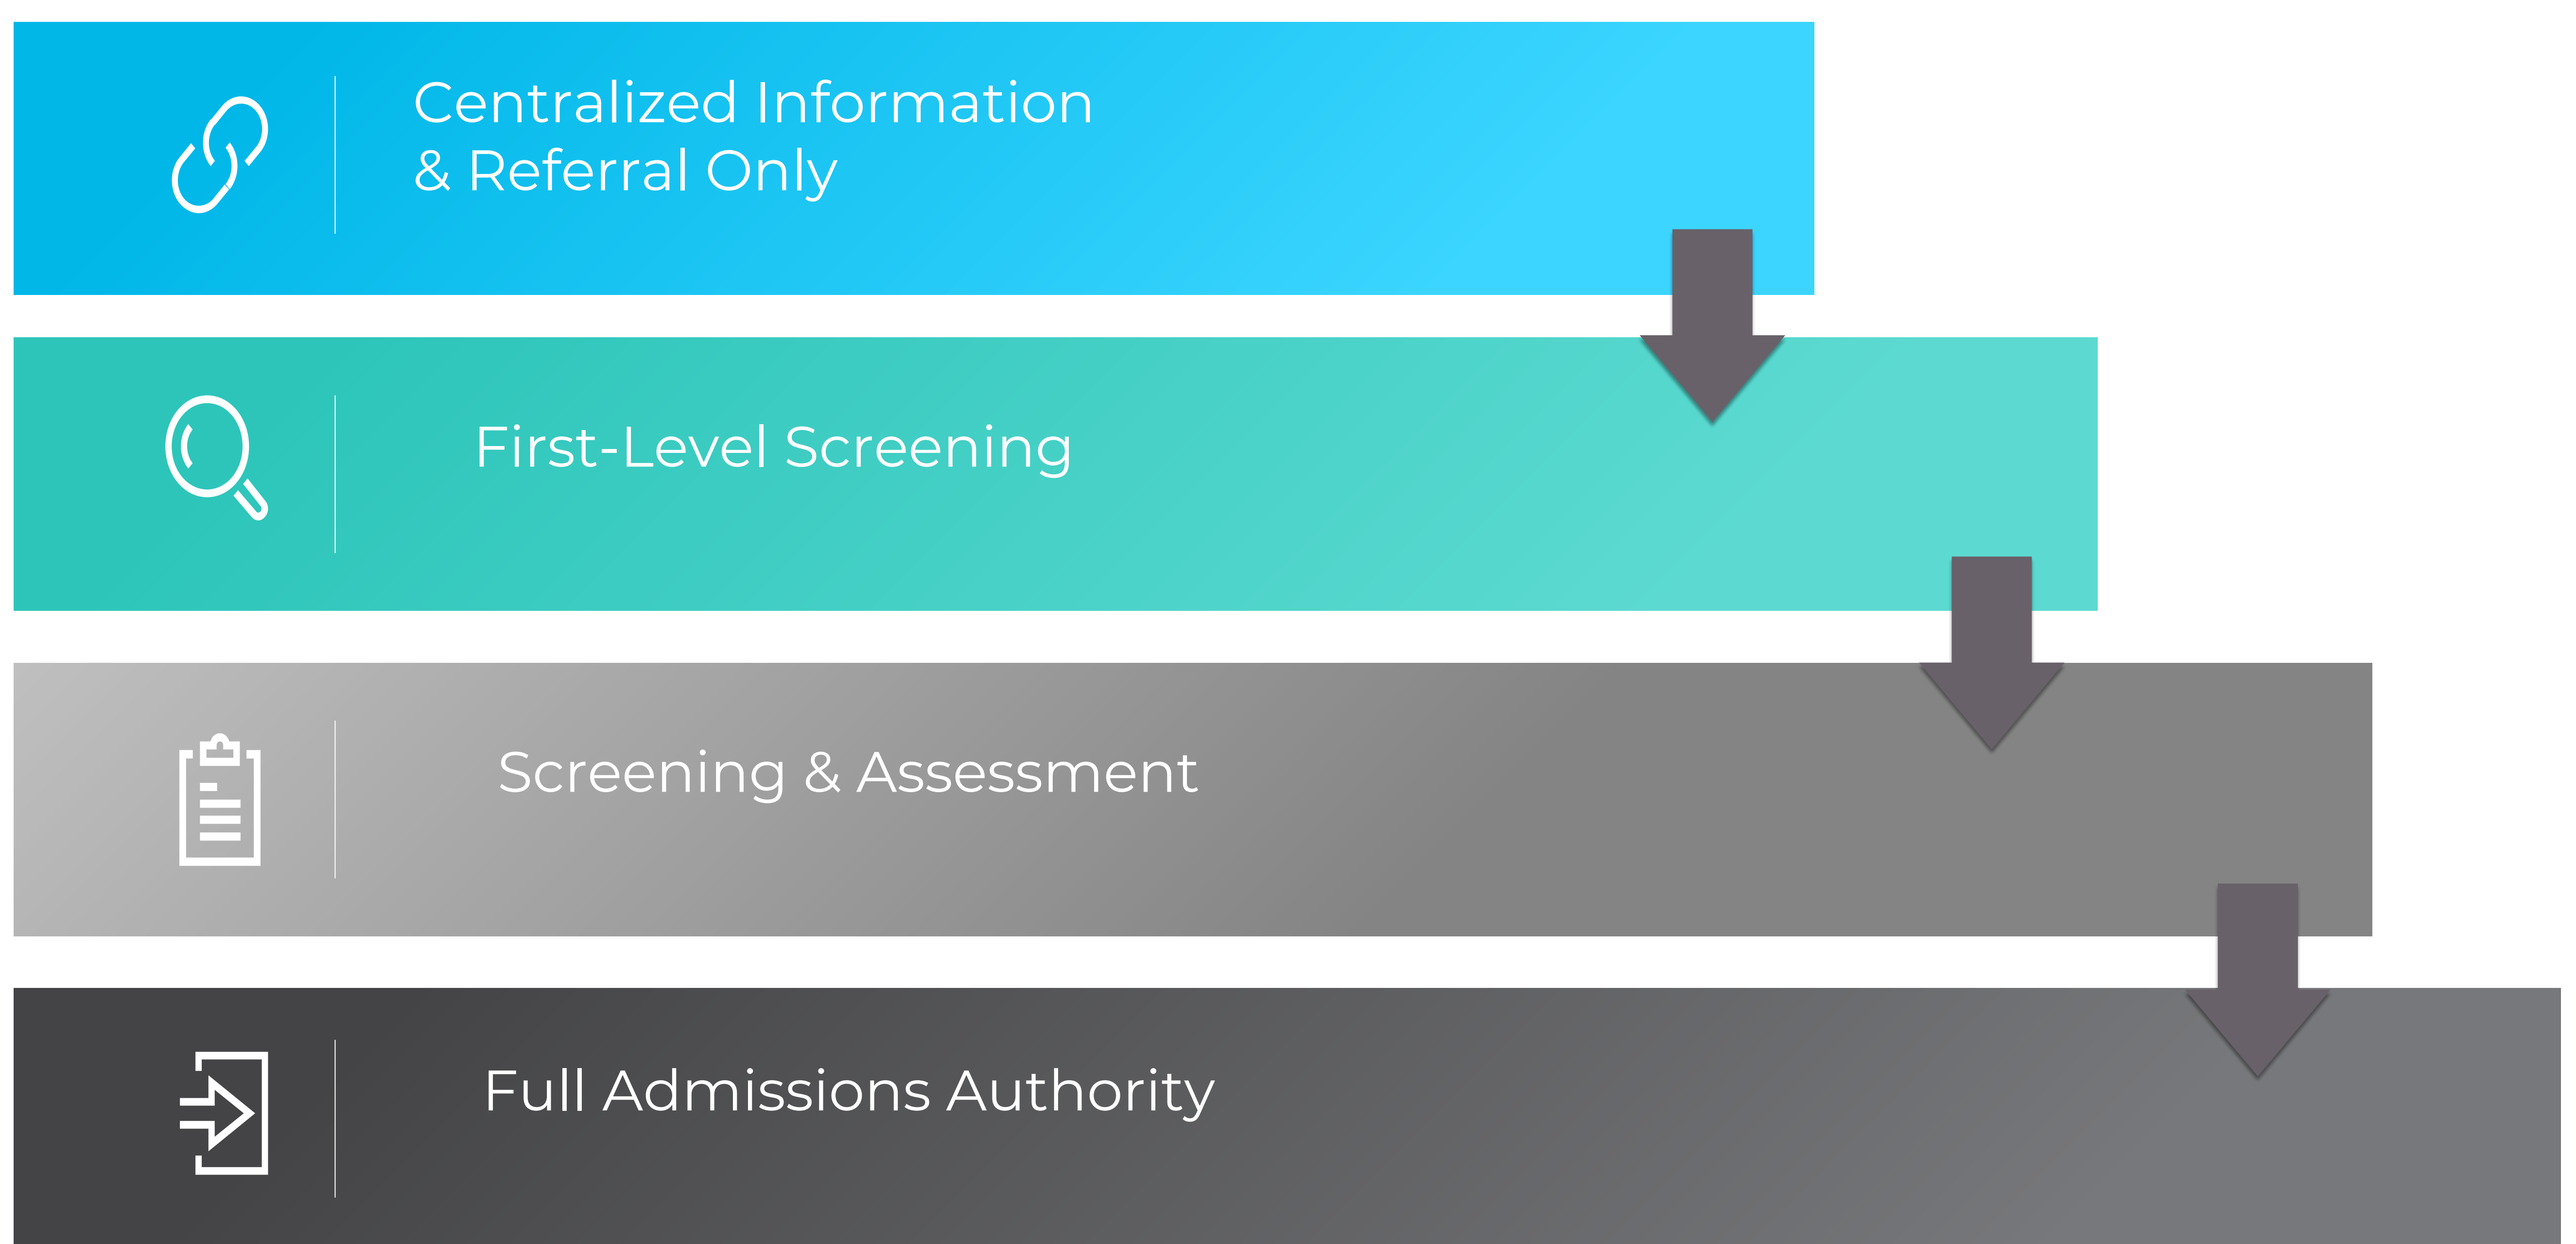 Centralized Information
& Referral Only
First-Level Screening
Screening & Assessment
Full Admissions Authority